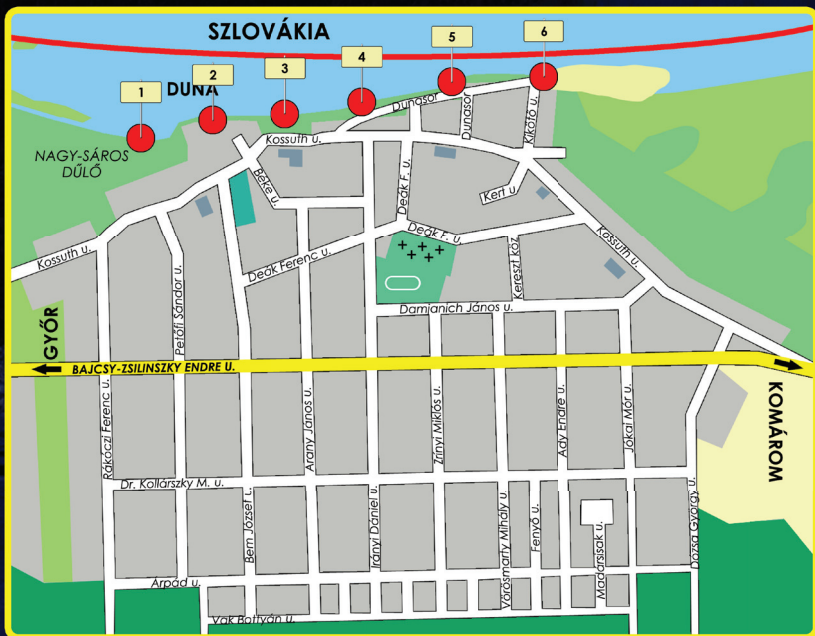 SZLOVÁKIA
1
2
3
4
5
6
DUNA
NAGY-SÁROS
DŰLŐ
Dunasor
Dunasor
Kikötő u.
Kossuth u.
Béke u.
Deák F. u.
Kert u.
Kossuth u.
Deák F. u.
Kereszt köz
Kossuth u.
Deák Ferenc u.
Petőfi Sándor u.
Damjanich János u.
GYŐR
BAJCSY-ZSILINSZKY ENDRE U.
KOMÁROM
Rákóczi Ferenc u.
Arany János u.
Zrínyi Miklós u.
Ady Endre u.
Jókai Mór u.
Dr. Kollárszky M. u.
Bem József u.
Irányi Dániel u.
Vörösmarty Mihály u.
Fenyő u.
Madarsisak u.
Dózsa György u.
Arpád u.
Vak Bottyán u.